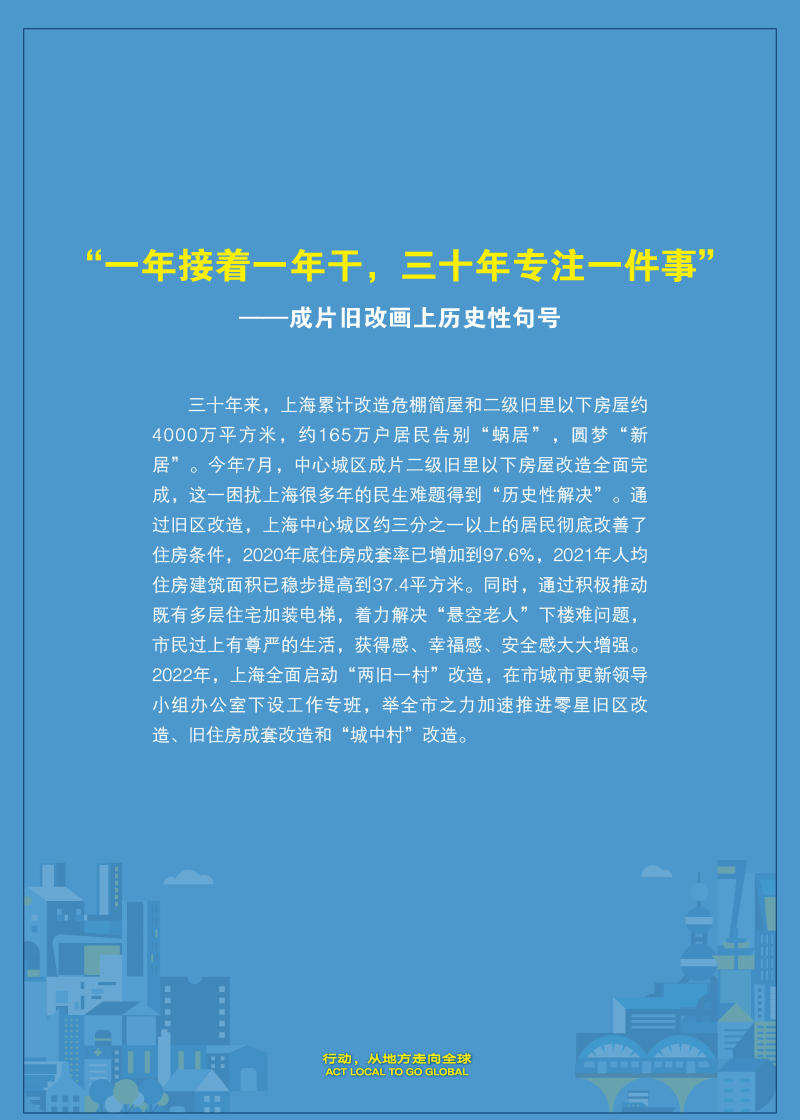 “一年接着一年干，三十年专注一件事”
——成片旧改画上历史性句号
三十年来，上海累计改造危棚简屋和二级旧里以下房屋约
4000万平方米，约165万户居民告别“蜗居”，圆梦“新
居”。今年7月，中心城区成片二级旧里以下房屋改造全面完
成，这一困扰上海很多年的民生难题得到“历史性解决”。通
过旧区改造，上海中心城区约三分之一以上的居民彻底改善了
住房条件，2020年底住房成套率已增加到97.6%，2021年人均
住房建筑面积已稳步提高到37.4平方米。同时，通过积极推动
既有多层住宅加装电梯，着力解决“悬空老人”下楼难问题，
市民过上有尊严的生活，获得感、幸福感、安全感大大增强。
2022年，上海全面启动“两旧一村”改造，在市城市更新领导
小组办公室下设工作专班，举全市之力加速推进零星旧区改
造、旧住房成套改造和“城中村”改造。
行动，从地方走向全球
ACT LOCAL TO GO GLOBAL